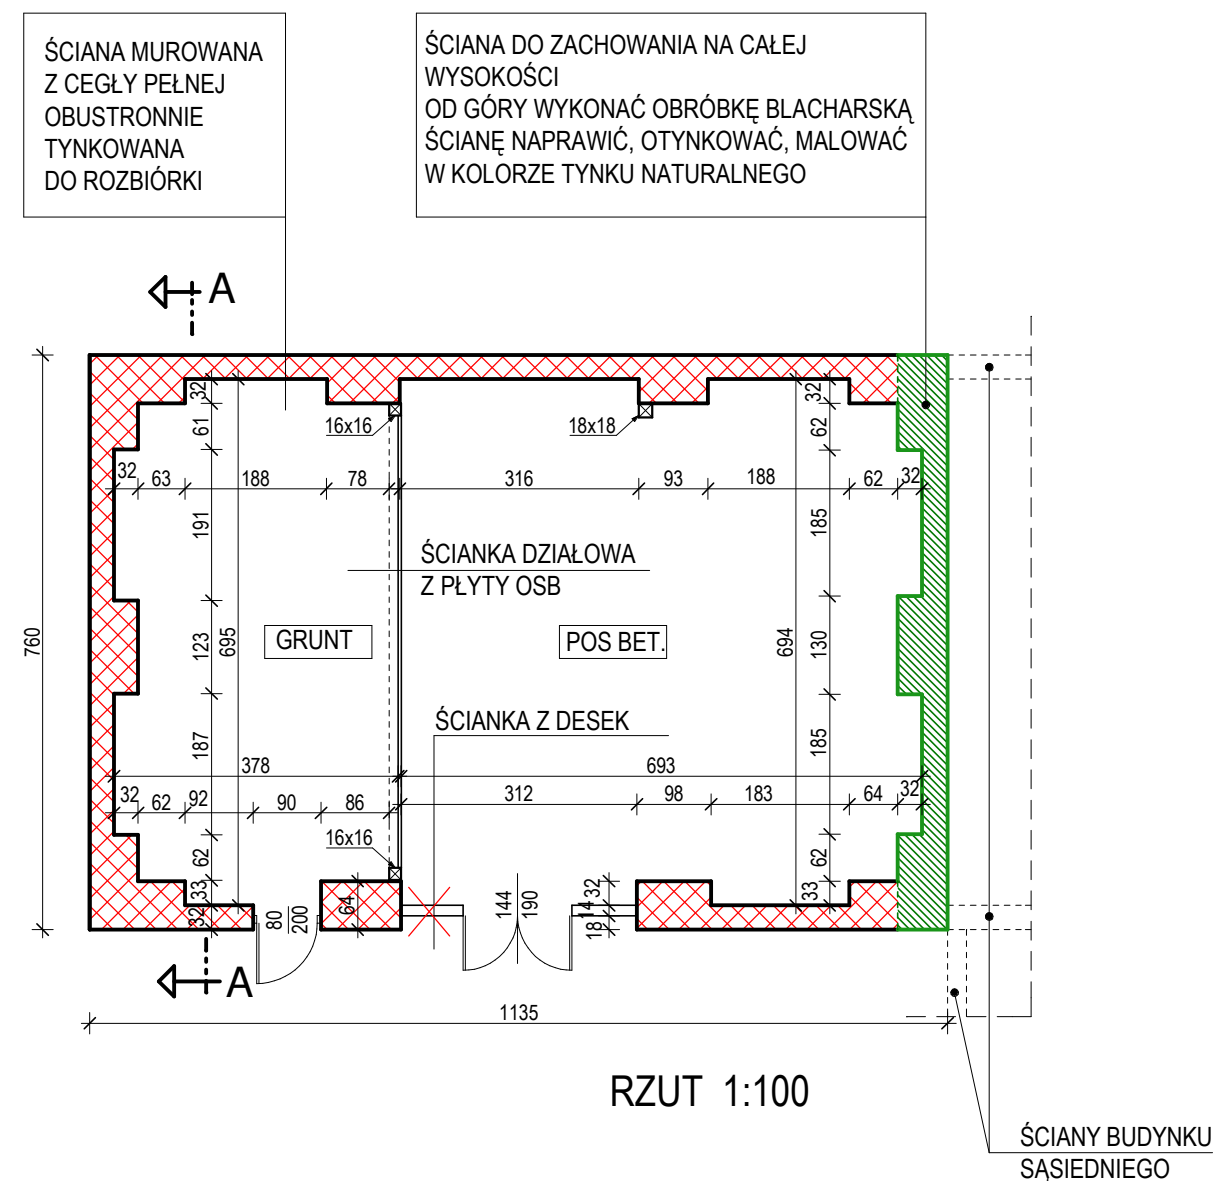 ŚCIANA MUROWANA
Z CEGŁY PEŁNEJ
OBUSTRONNIE
TYNKOWANA
DO ROZBIÓRKI
ŚCIANA DO ZACHOWANIA NA CAŁEJ
WYSOKOŚCI
OD GÓRY WYKONAĆ OBRÓBKĘ BLACHARSKĄ
ŚCIANĘ NAPRAWIĆ, OTYNKOWAĆ, MALOWAĆ
W KOLORZE TYNKU NATURALNEGO
A
32
61
191
123
695
187
62
33
32
16x16
18x18
32
62
185
130
694
185
62
33
32 63 188 78 316 93 188 62 32
ŚCIANKA DZIAŁOWA
Z PŁYTY OSB
GRUNT
POS BET.
760
ŚCIANKA Z DESEK
378 693
32 62 92 90 86 312 98 183 64 32
16x16
80
200
64
144
190
32
14
18
A
1135
RZUT 1:100
ŚCIANY BUDYNKU
SĄSIEDNIEGO